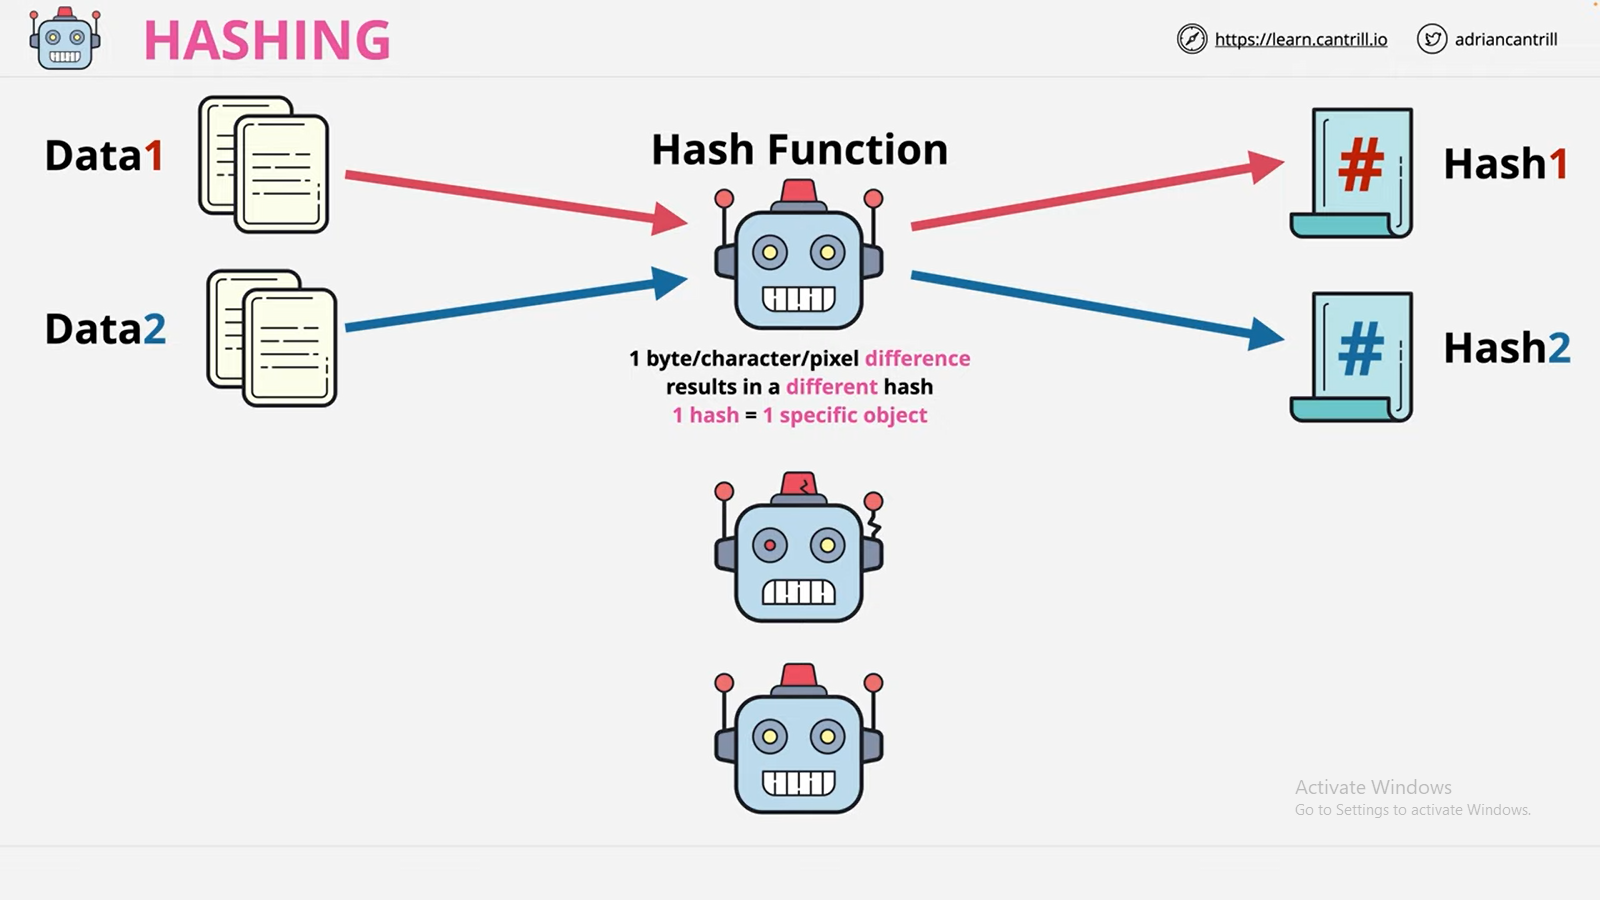 HASHING
https://learn.cantrill.io
adriancantrill
Data1
Hash Function
Hash1
Data2
Hash2
1 byte/character/pixel difference
results in a different hash
1 hash = 1 specific object
Activate Windows
Go to Settings to activate Windows.